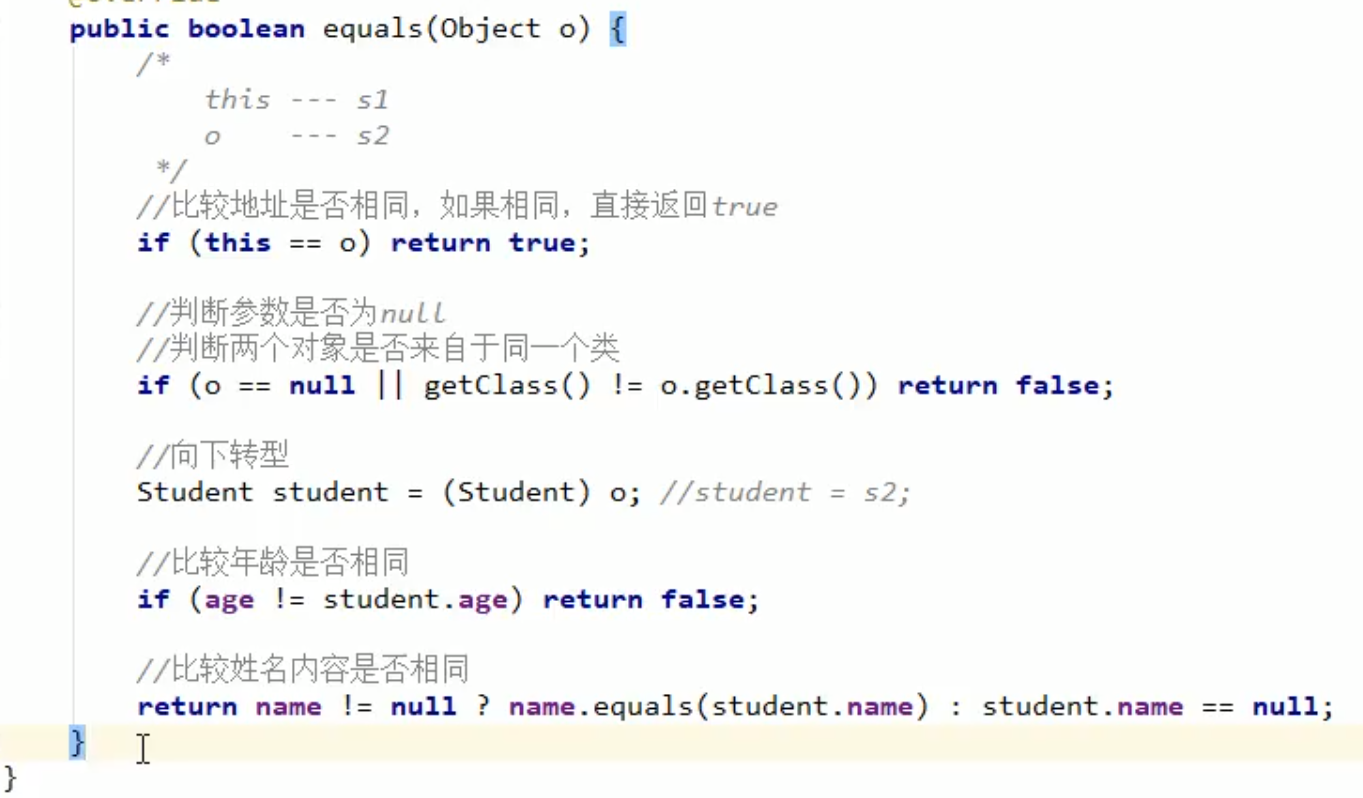 @Override
public boolean equals(Object o) {
/*
this --- s1
o --- s2
*/
//比较地址是否相同，如果相同，直接返回true
if (this == o) return true;
//判断参数是否为null
//判断两个对象是否来自于同一个类
if (o == null || getClass() != o.getClass()) return false;
//向下转型
Student student = (Student) o; //student = s2;
//比较年龄是否相同
if (age != student.age) return false;
//比较姓名内容是否相同
return name != null ? name.equals(student.name) : student.name == null;
}
}